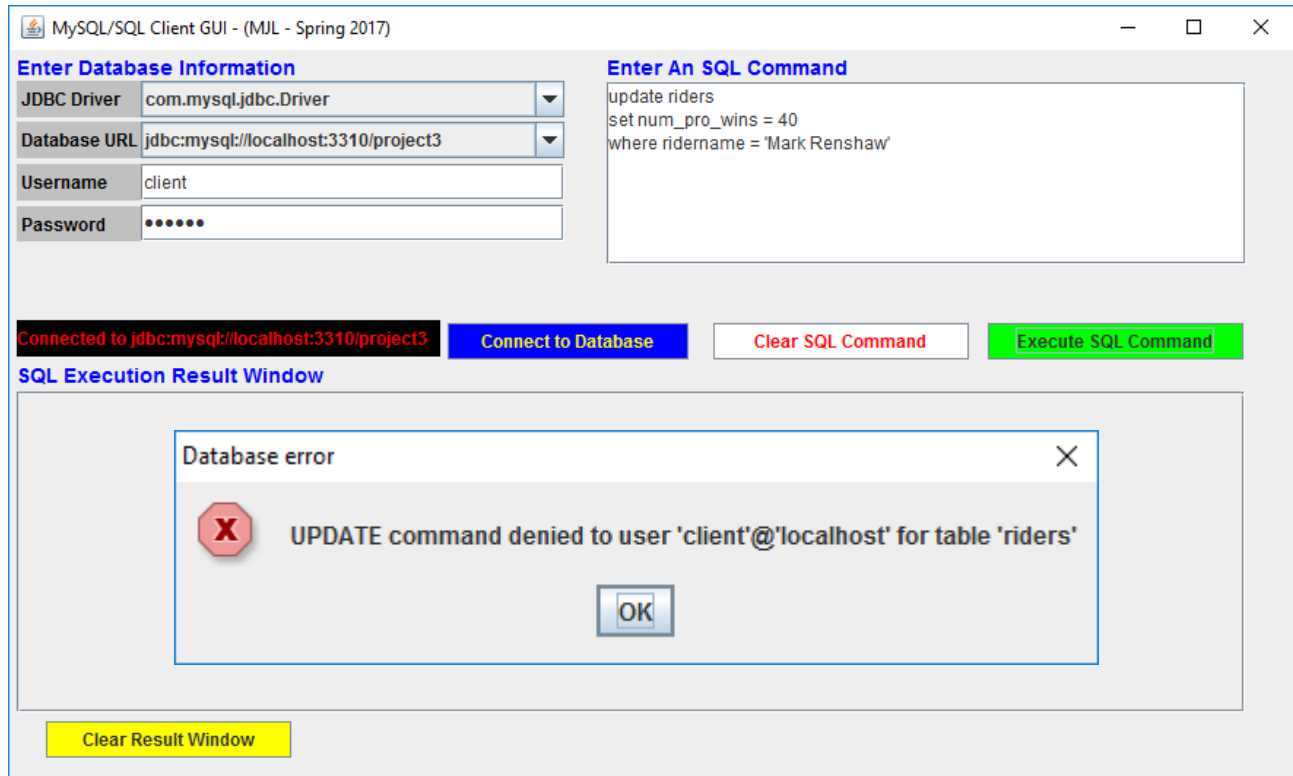 MySQL/SQL Client GUI - (MJL - Spring 2017)
Enter Database Information
JDBC Driver com.mysql.jdbc.Driver
Database URL jdbc:mysql://localhost:3310/project3
Username client
Password ••••••
Enter An SQL Command
update riders
set num_pro_wins = 40
where ridername = 'Mark Renshaw'
Connected to jdbc:mysql://localhost:3310/project3
Connect to Database
Clear SQL Command
Execute SQL Command
SQL Execution Result Window
Database error
UPDATE command denied to user 'client'@'localhost' for table 'riders'
OK
Clear Result Window